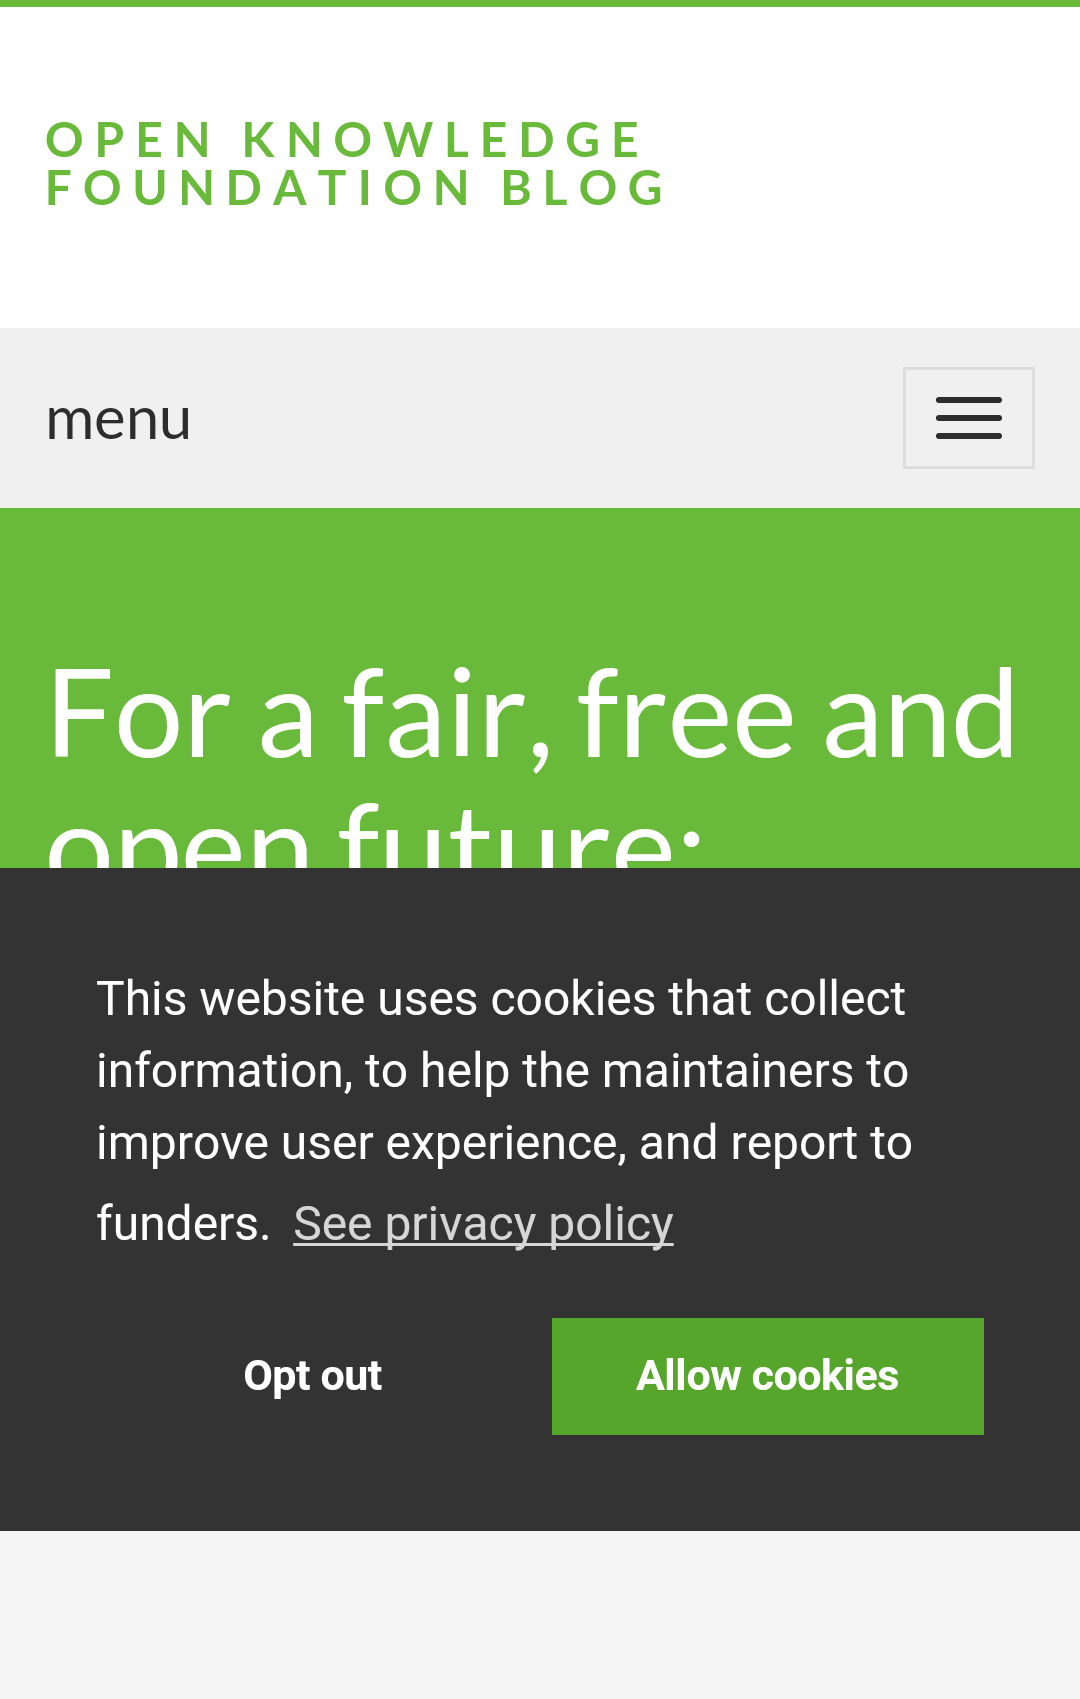 OPEN KNOWLEDGE
FOUNDATION BLOG
menu
For a fair, free and
open future:
This website uses cookies that collect
information, to help the maintainers to
improve user experience, and report to
funders. See privacy policy
Opt out
Allow cookies